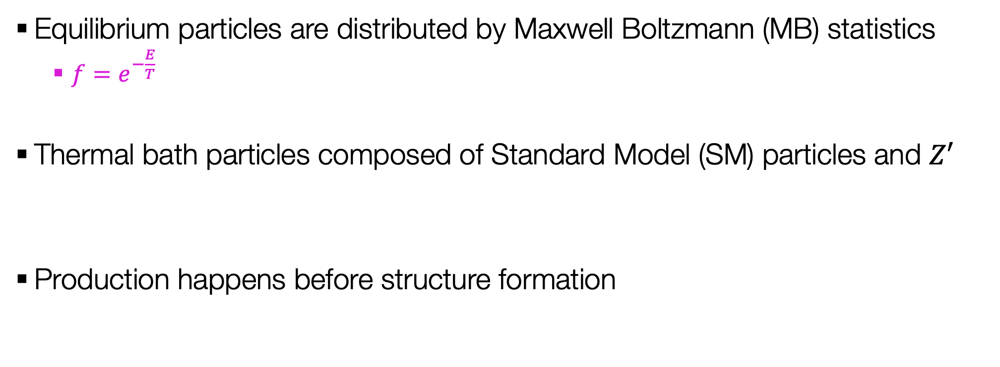 ▪ Equilibrium particles are distributed by Maxwell Boltzmann (MB) statistics
▪ f = e^{-\frac{E}{T}}
▪ Thermal bath particles composed of Standard Model (SM) particles and Z′
▪ Production happens before structure formation